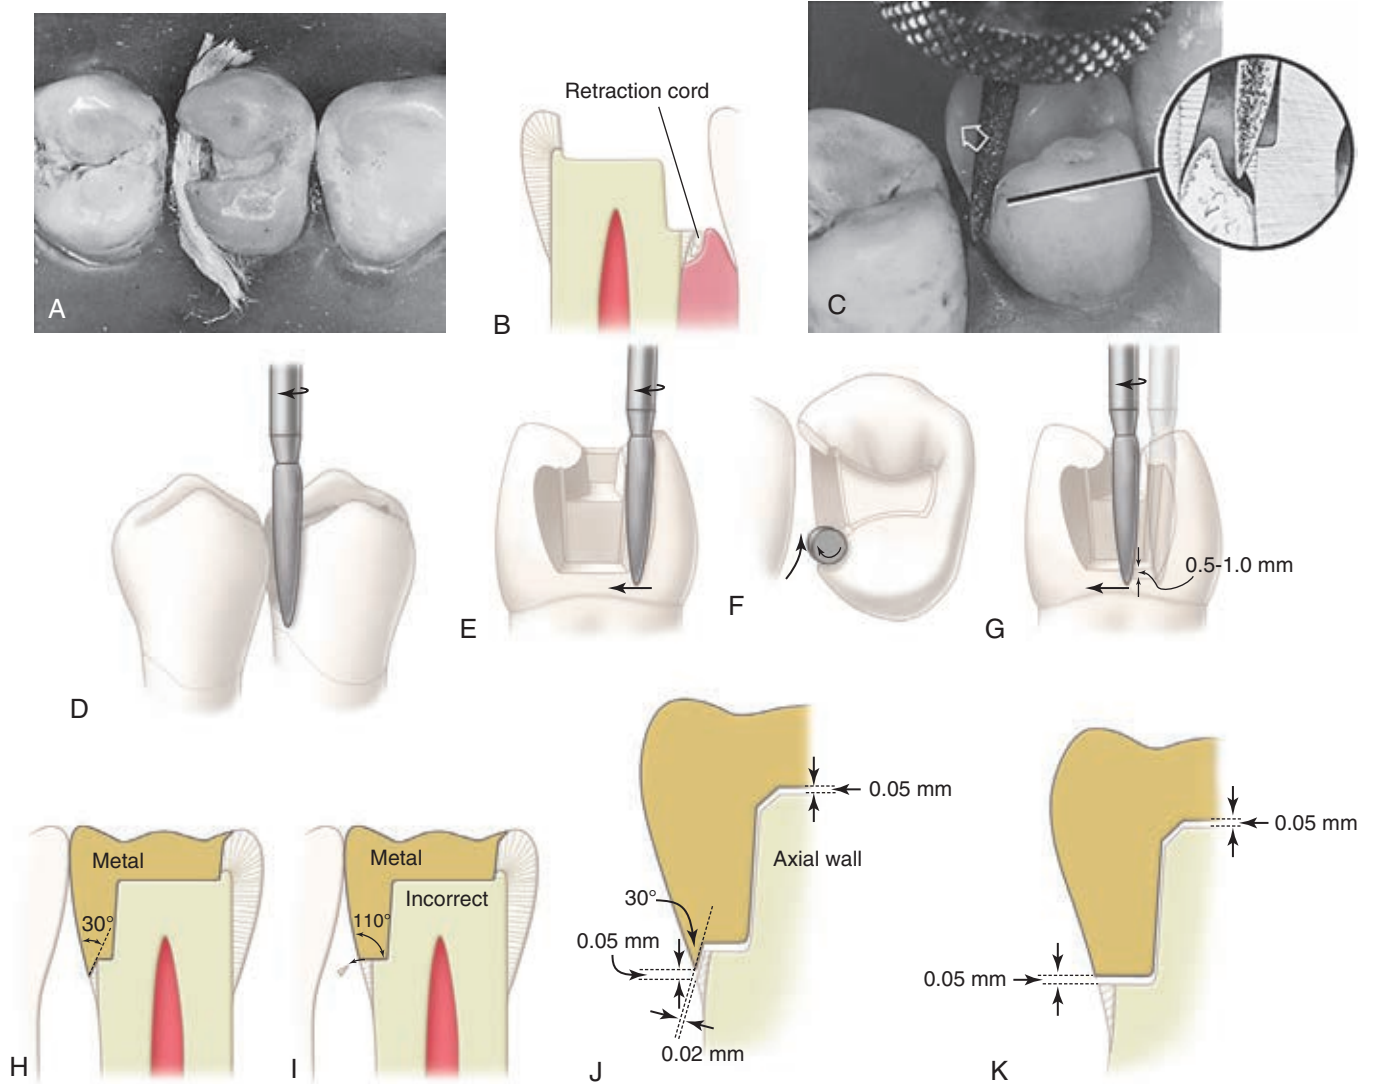 A
Retraction cord
B
C
D
E
F
0.5-1.0 mm
G
Metal
30°
H
Metal
Incorrect
110°
I
0.05 mm
Axial wall
30°
0.05 mm
0.02 mm
J
0.05 mm
0.05 mm
K